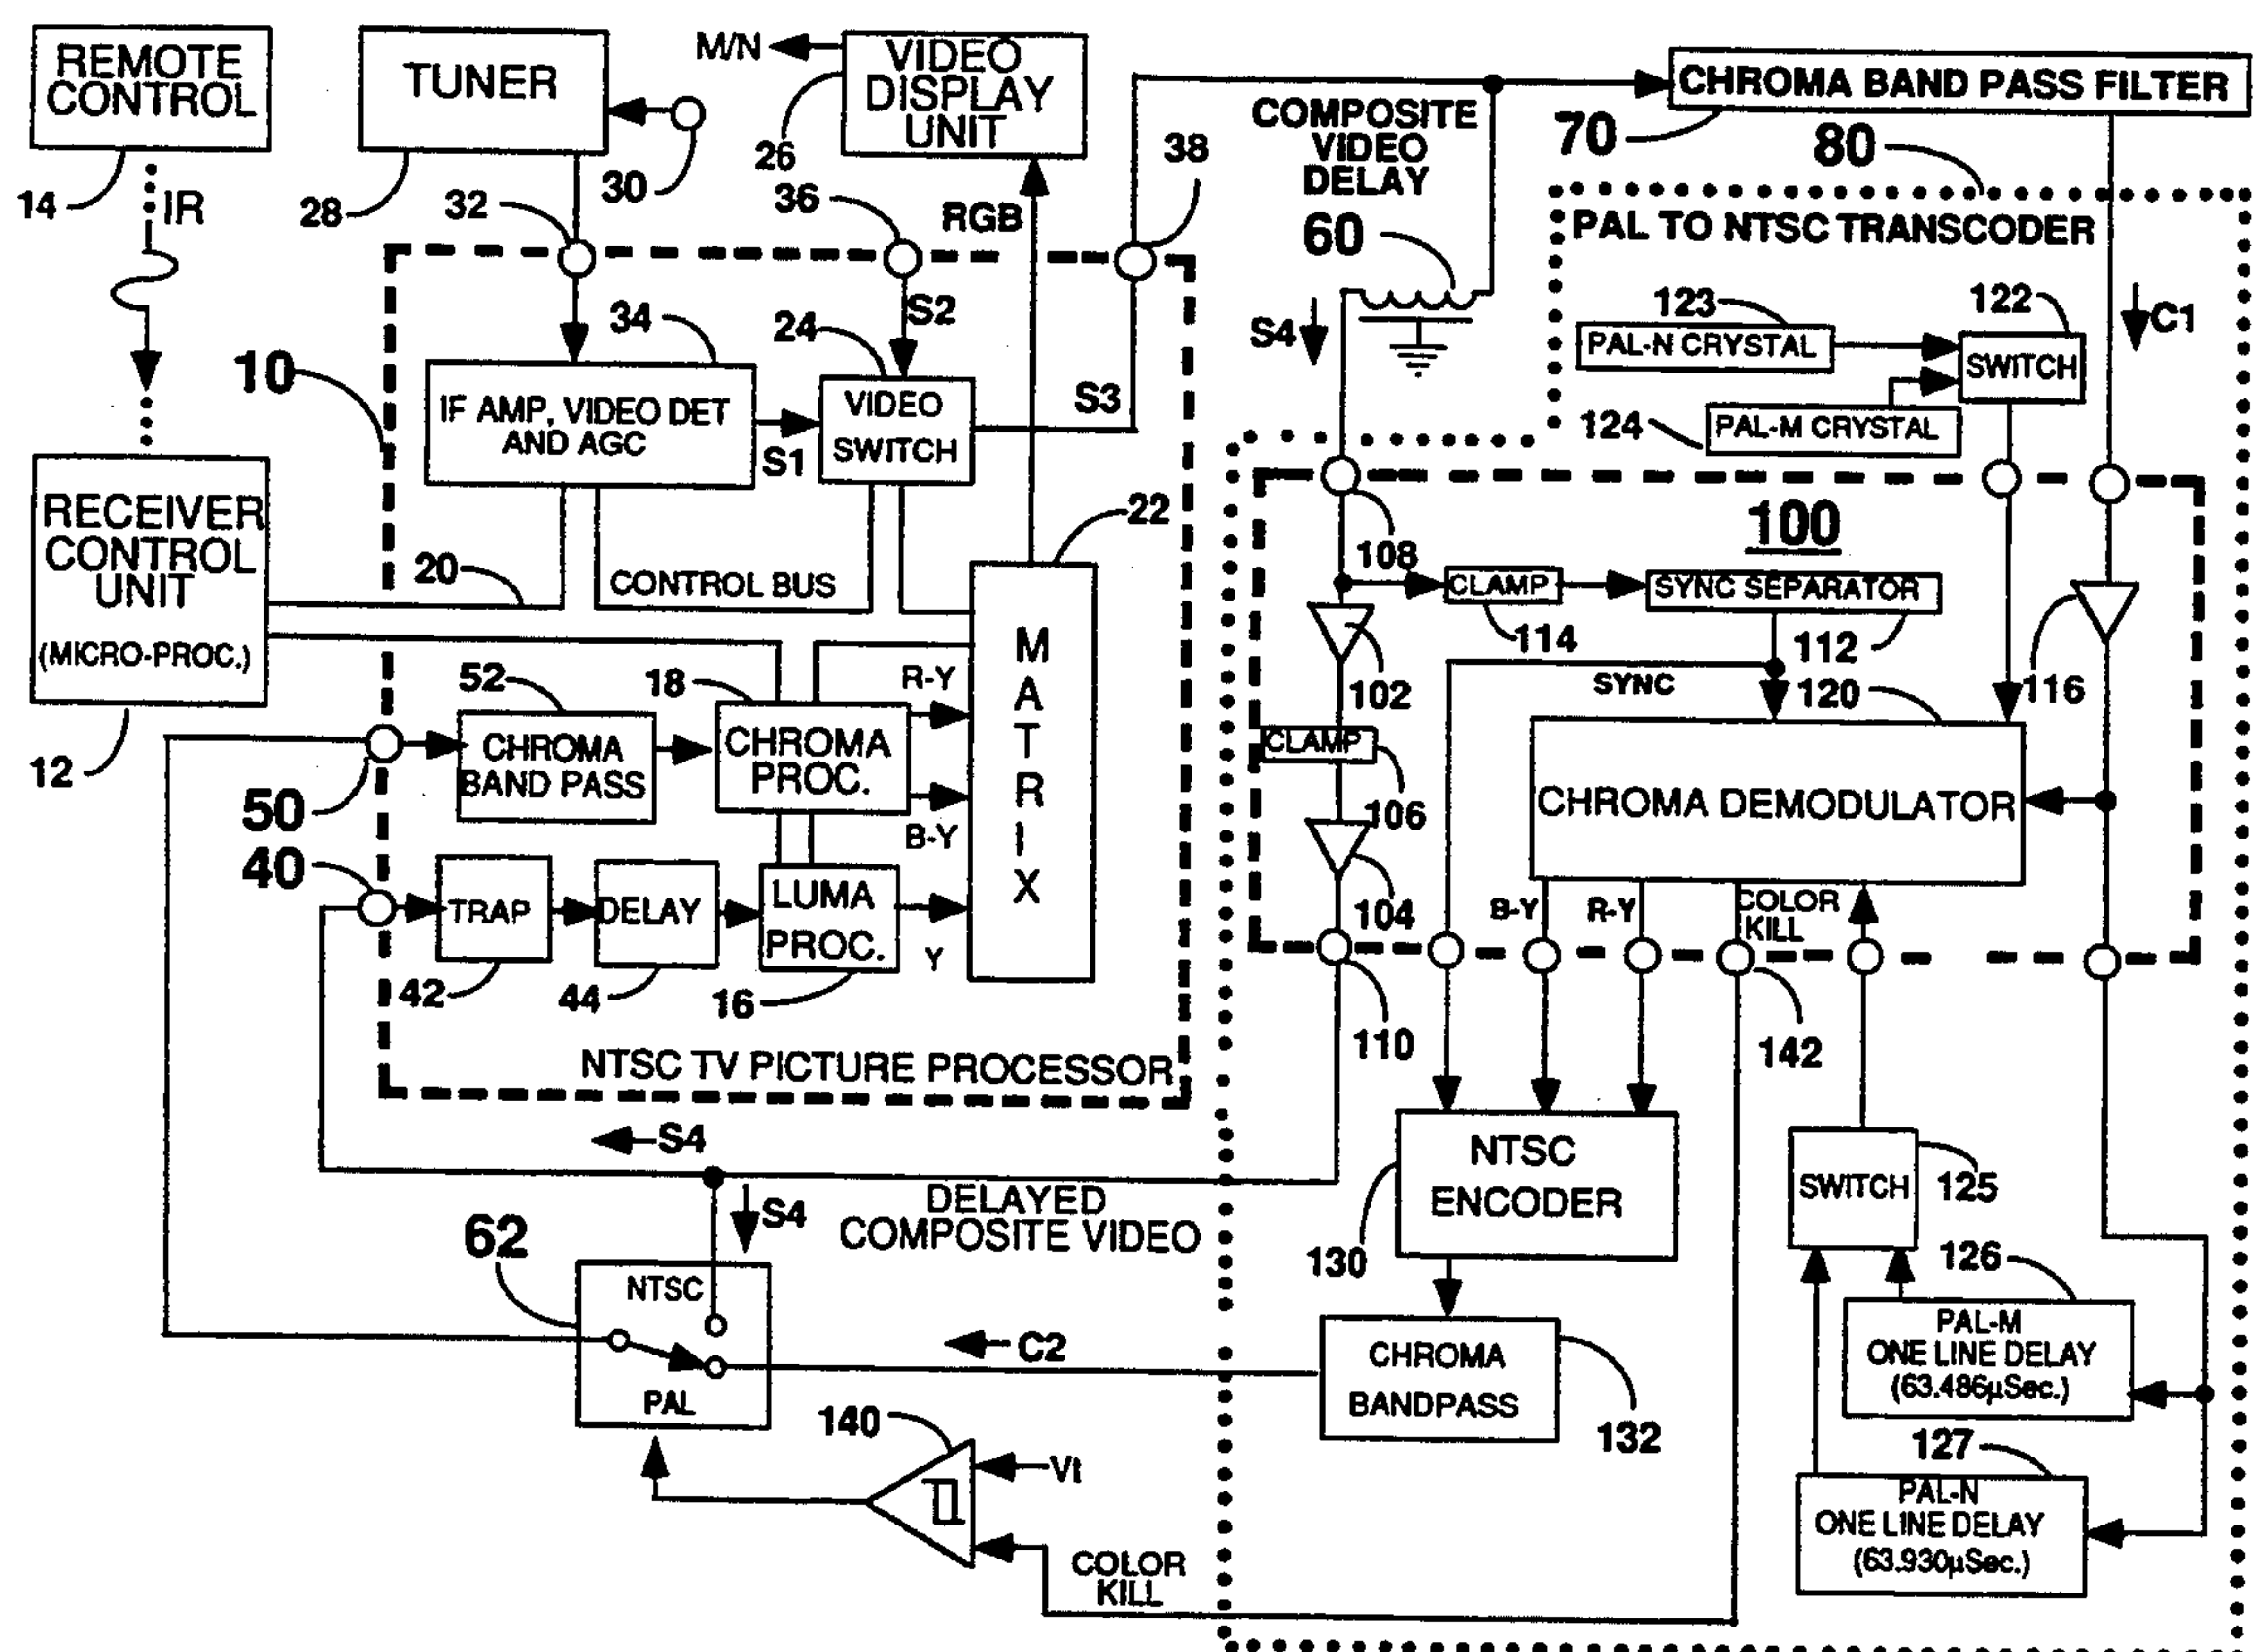 REMOTE
CONTROL
14
IR
TUNER
28
30
M/N
VIDEO
DISPLAY
UNIT
26
RGB
32
36
38
COMPOSITE
VIDEO
DELAY
60
S4
CHROMA BAND PASS FILTER
70
80
PAL TO NTSC TRANSCODER
123
PAL-N CRYSTAL
122
SWITCH
C1
124
PAL-M CRYSTAL
10
34
IF AMP, VIDEO DET
AND AGC
S1
S2
24
VIDEO
SWITCH
S3
RECEIVER
CONTROL
UNIT
(MICRO-PROC.)
12
20
CONTROL BUS
22
MATRIX
52
CHROMA
BAND PASS
50
18
CHROMA
PROC.
R-Y
B-Y
40
TRAP
42
DELAY
44
LUMA
PROC.
16
Y
NTSC TV PICTURE PROCESSOR
100
108
CLAMP
114
SYNC SEPARATOR
112
SYNC
102
CLAMP
106
104
110
116
120
CHROMA DEMODULATOR
B-Y
R-Y
COLOR
KILL
142
NTSC
ENCODER
130
CHROMA
BANDPASS
132
SWITCH
125
126
PAL-M
ONE LINE DELAY
(63.486µSec.)
127
PAL-N
ONE LINE DELAY
(63.930µSec.)
S4
S4
DELAYED
COMPOSITE VIDEO
62
NTSC
PAL
C2
140
Vt
COLOR
KILL